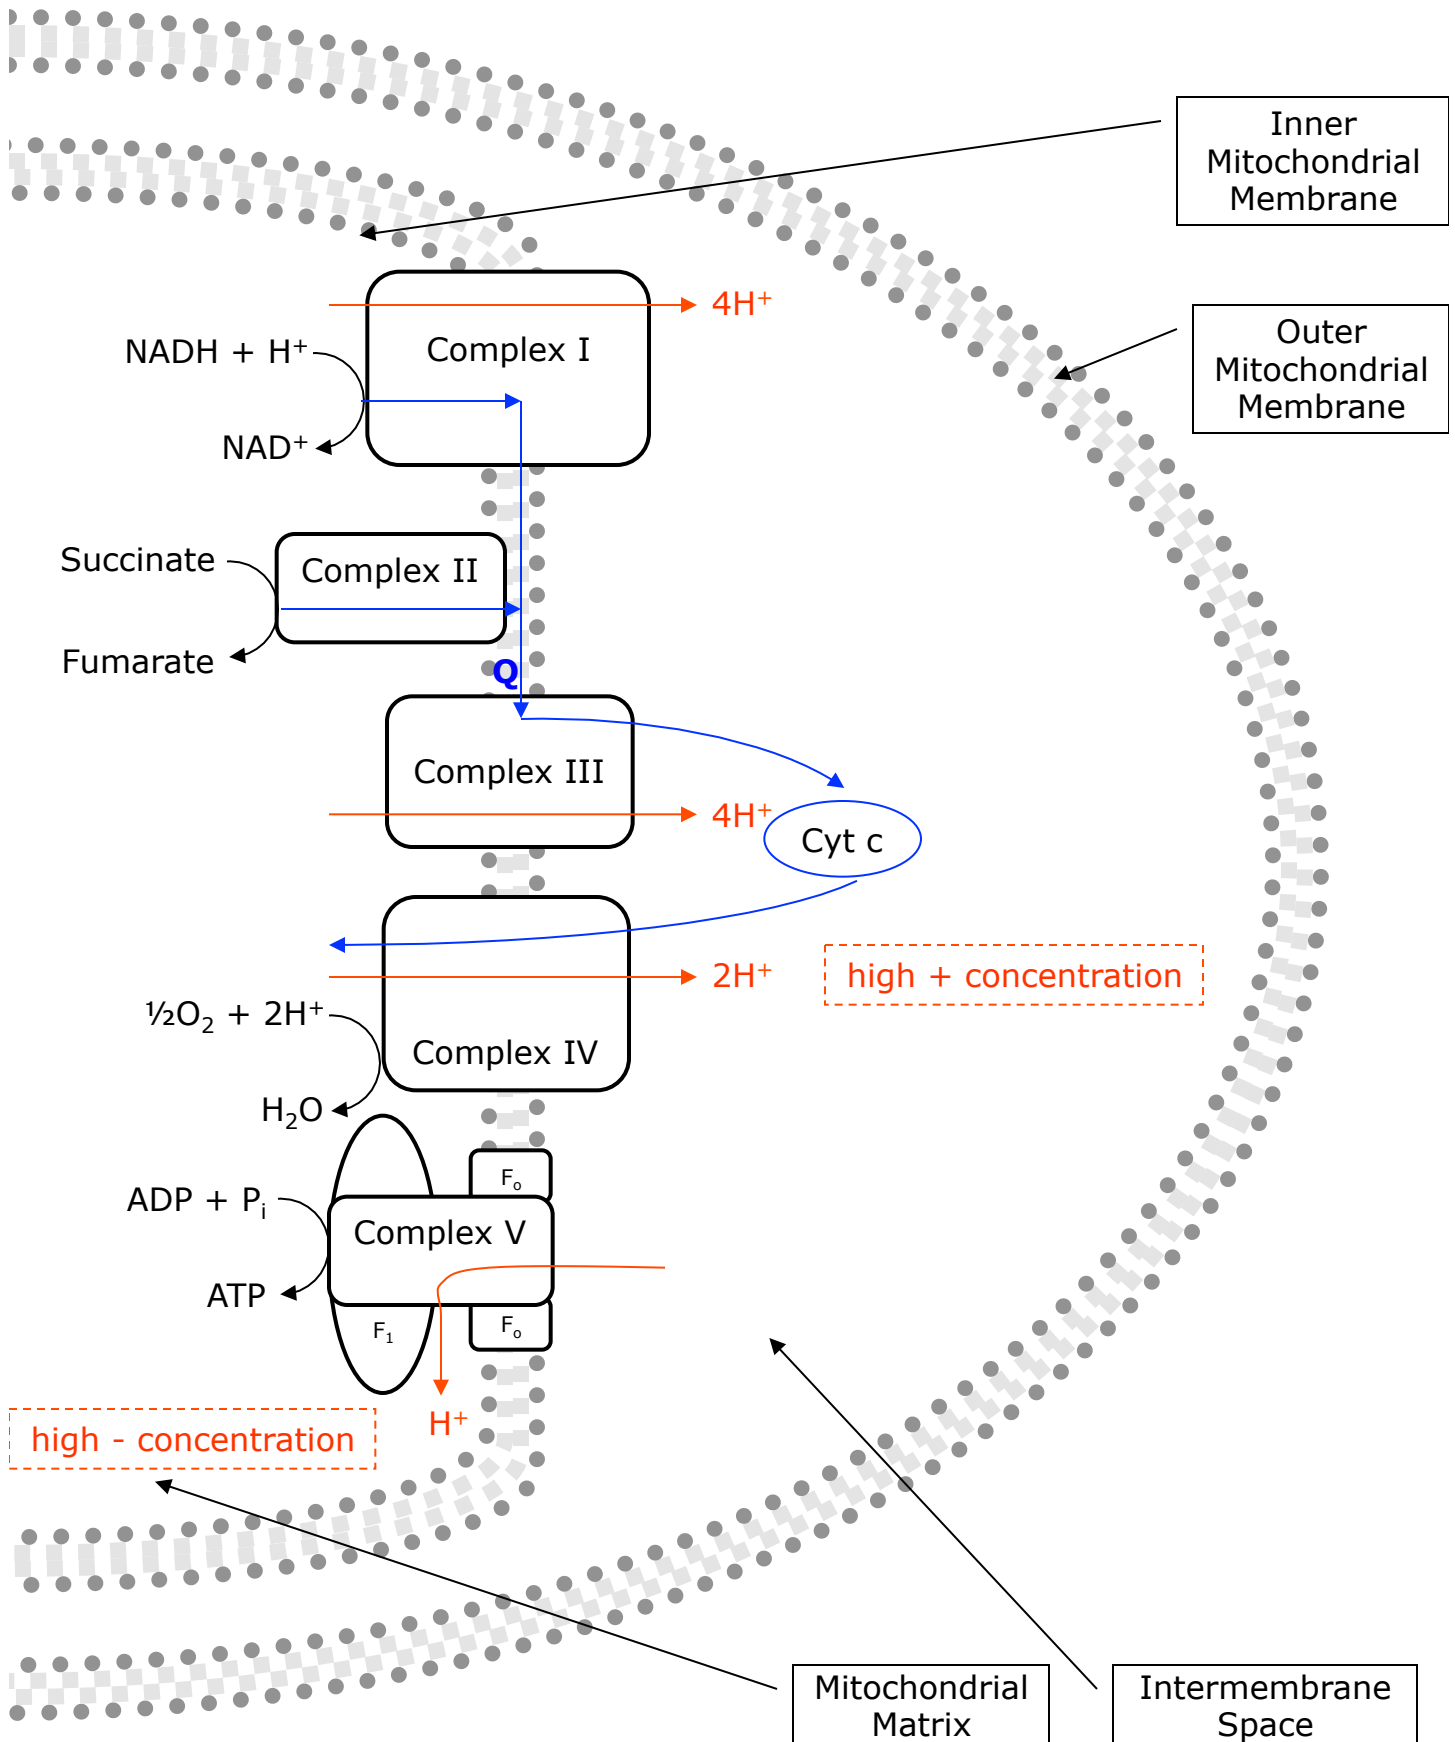 Inner
Mitochondrial
Membrane
4H⁺
Outer
Mitochondrial
Membrane
NADH + H⁺
Complex I
NAD⁺
Succinate
Complex II
Fumarate
Q
Complex III
4H⁺
Cyt c
2H⁺
high + concentration
½O₂ + 2H⁺
Complex IV
H₂O
Fₒ
ADP + Pᵢ
Complex V
ATP
F₁
Fₒ
H⁺
high - concentration
Mitochondrial
Matrix
Intermembrane
Space